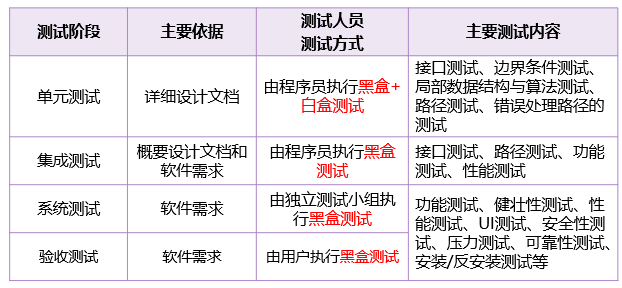 测试阶段
主要依据
测试人员
测试方式
主要测试内容
单元测试
详细设计文档
由程序员执行黑盒+
白盒测试
接口测试、边界条件测试、
局部数据结构与算法测试、
路径测试、错误处理路径的
测试
集成测试
概要设计文档和
软件需求
由程序员执行黑盒
测试
接口测试、路径测试、功能
测试、性能测试
系统测试
软件需求
由独立测试小组执
行黑盒测试
功能测试、健壮性测试、性
能测试、UI测试、安全性测
试、压力测试、可靠性测试、
安装/反安装测试等
验收测试
软件需求
由用户执行黑盒测试